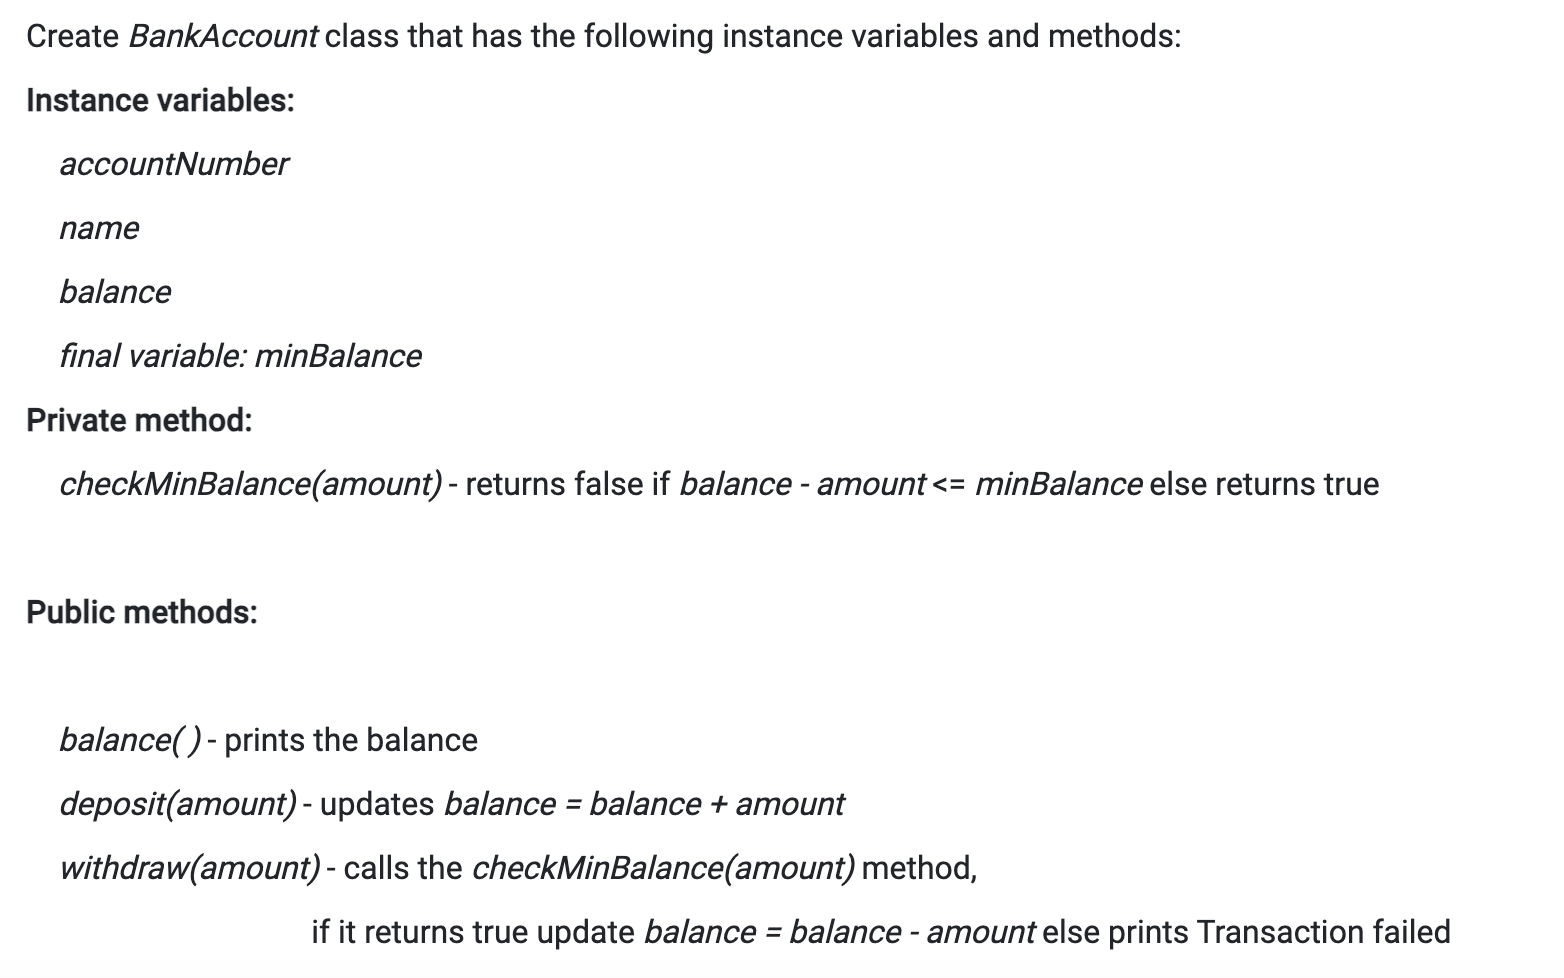 Create BankAccount class that has the following instance variables and methods:
Instance variables:
accountNumber
name
balance
final variable: minBalance
Private method:
checkMinBalance(amount) - returns false if balance - amount <= minBalance else returns true
Public methods:
balance( ) - prints the balance
deposit(amount) - updates balance = balance + amount
withdraw(amount) - calls the checkMinBalance(amount) method,
if it returns true update balance = balance - amount else prints Transaction failed